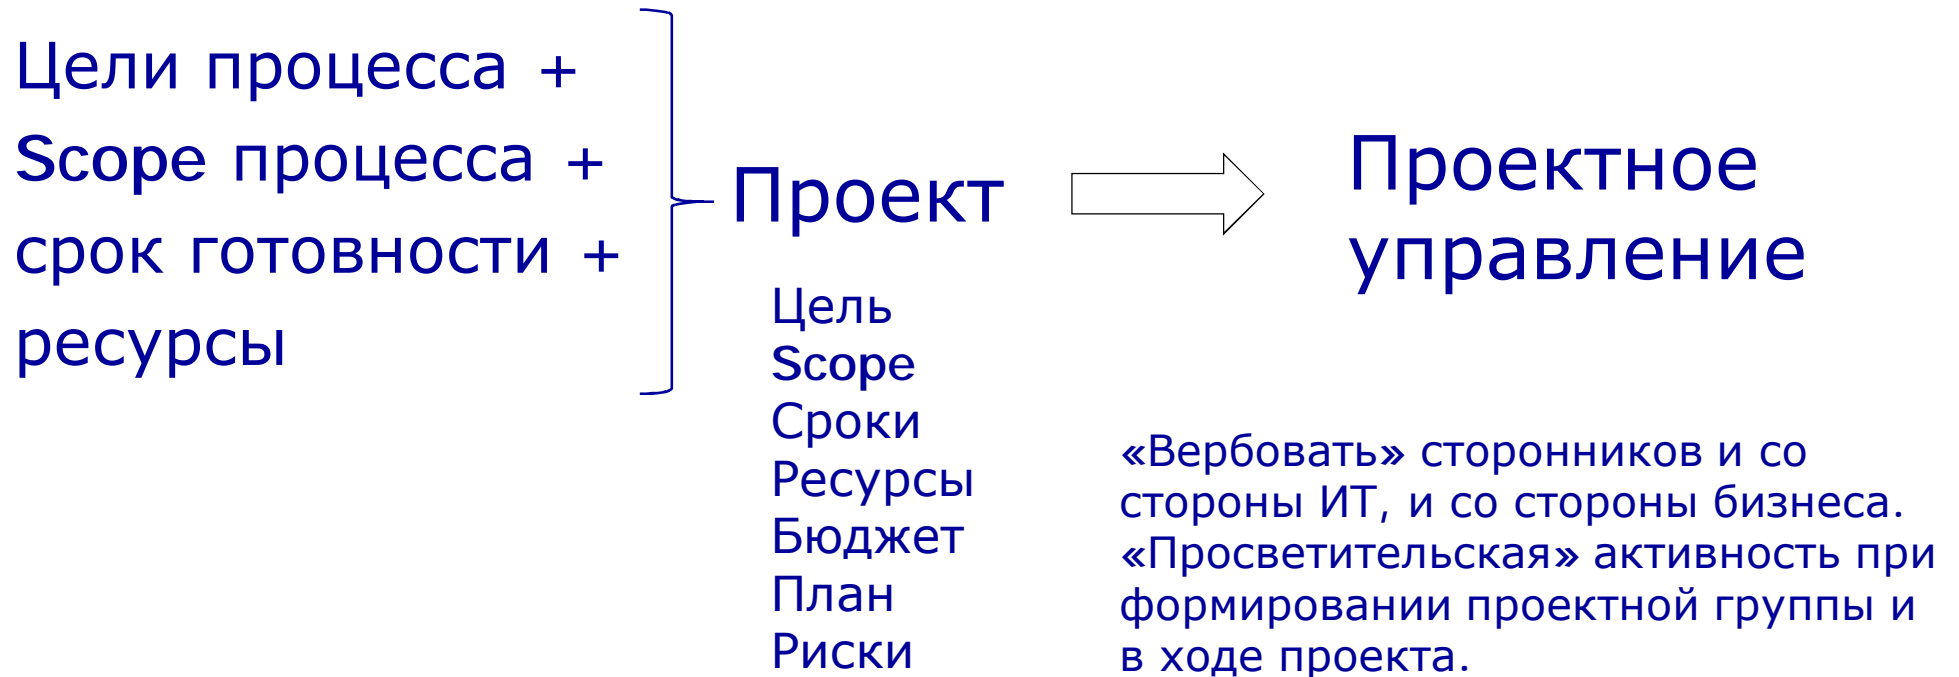 Цели процесса +
Scope процесса +
срок готовности +
ресурсы
Проект
Цель
Scope
Сроки
Ресурсы
Бюджет
План
Риски
Проектное
управление
«Вербовать» сторонников и со
стороны ИТ, и со стороны бизнеса.
«Просветительская» активность при
формировании проектной группы и
в ходе проекта.